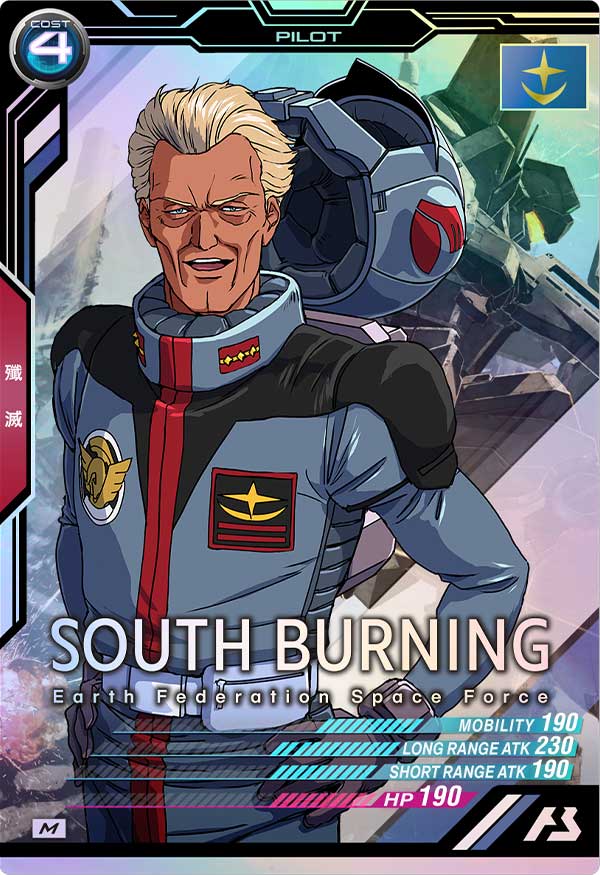 COST
4
PILOT
殲滅
SOUTH BURNING
Earth Federation Space Force
MOBILITY 190
LONG RANGE ATK 230
SHORT RANGE ATK 190
HP 190
M